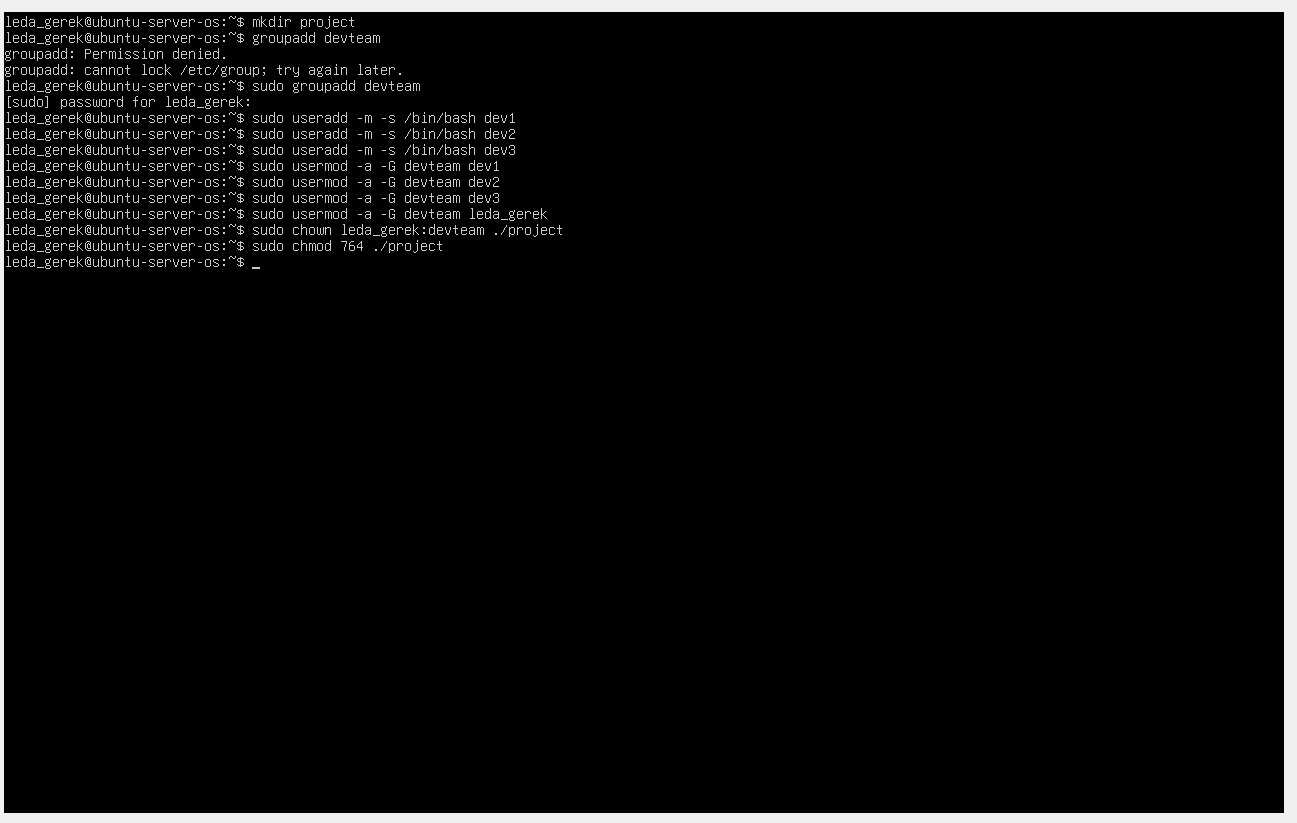 leda_gerek@ubuntu-server-os:~$ mkdir project
leda_gerek@ubuntu-server-os:~$ groupadd devteam
groupadd: Permission denied.
groupadd: cannot lock /etc/group; try again later.
leda_gerek@ubuntu-server-os:~$ sudo groupadd devteam
[sudo] password for leda_gerek:
leda_gerek@ubuntu-server-os:~$ sudo useradd -m -s /bin/bash dev1
leda_gerek@ubuntu-server-os:~$ sudo useradd -m -s /bin/bash dev2
leda_gerek@ubuntu-server-os:~$ sudo useradd -m -s /bin/bash dev3
leda_gerek@ubuntu-server-os:~$ sudo usermod -a -G devteam dev1
leda_gerek@ubuntu-server-os:~$ sudo usermod -a -G devteam dev2
leda_gerek@ubuntu-server-os:~$ sudo usermod -a -G devteam dev3
leda_gerek@ubuntu-server-os:~$ sudo usermod -a -G devteam leda_gerek
leda_gerek@ubuntu-server-os:~$ sudo chown leda_gerek:devteam ./project
leda_gerek@ubuntu-server-os:~$ sudo chmod 764 ./project
leda_gerek@ubuntu-server-os:~$ _